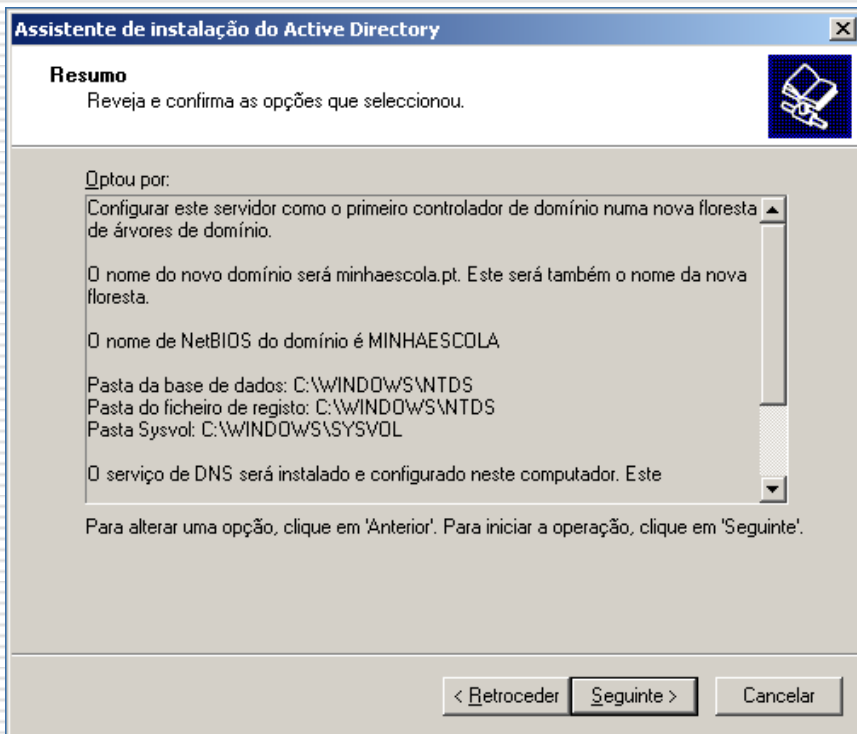 Assistente de instalação do Active Directory
Resumo
Reveja e confirma as opções que seleccionou.
Optou por:
Configurar este servidor como o primeiro controlador de domínio numa nova floresta
de árvores de domínio.
O nome do novo domínio será minhaescola.pt. Este será também o nome da nova
floresta.
O nome de NetBIOS do domínio é MINHAESCOLA
Pasta da base de dados: C:\WINDOWS\NTDS
Pasta do ficheiro de registo: C:\WINDOWS\NTDS
Pasta Sysvol: C:\WINDOWS\SYSVOL
O serviço de DNS será instalado e configurado neste computador. Este
Para alterar uma opção, clique em 'Anterior'. Para iniciar a operação, clique em 'Seguinte'.
< Retroceder Seguinte > Cancelar